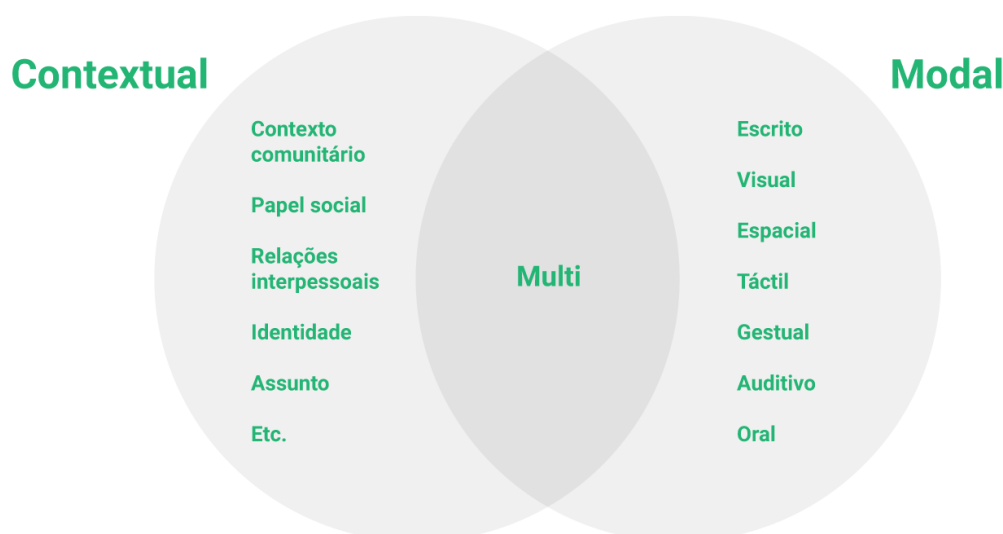 Contextual
Modal
Contexto
comunitário
Papel social
Relações
interpessoais
Identidade
Assunto
Etc.
Multi
Escrito
Visual
Espacial
Táctil
Gestual
Auditivo
Oral